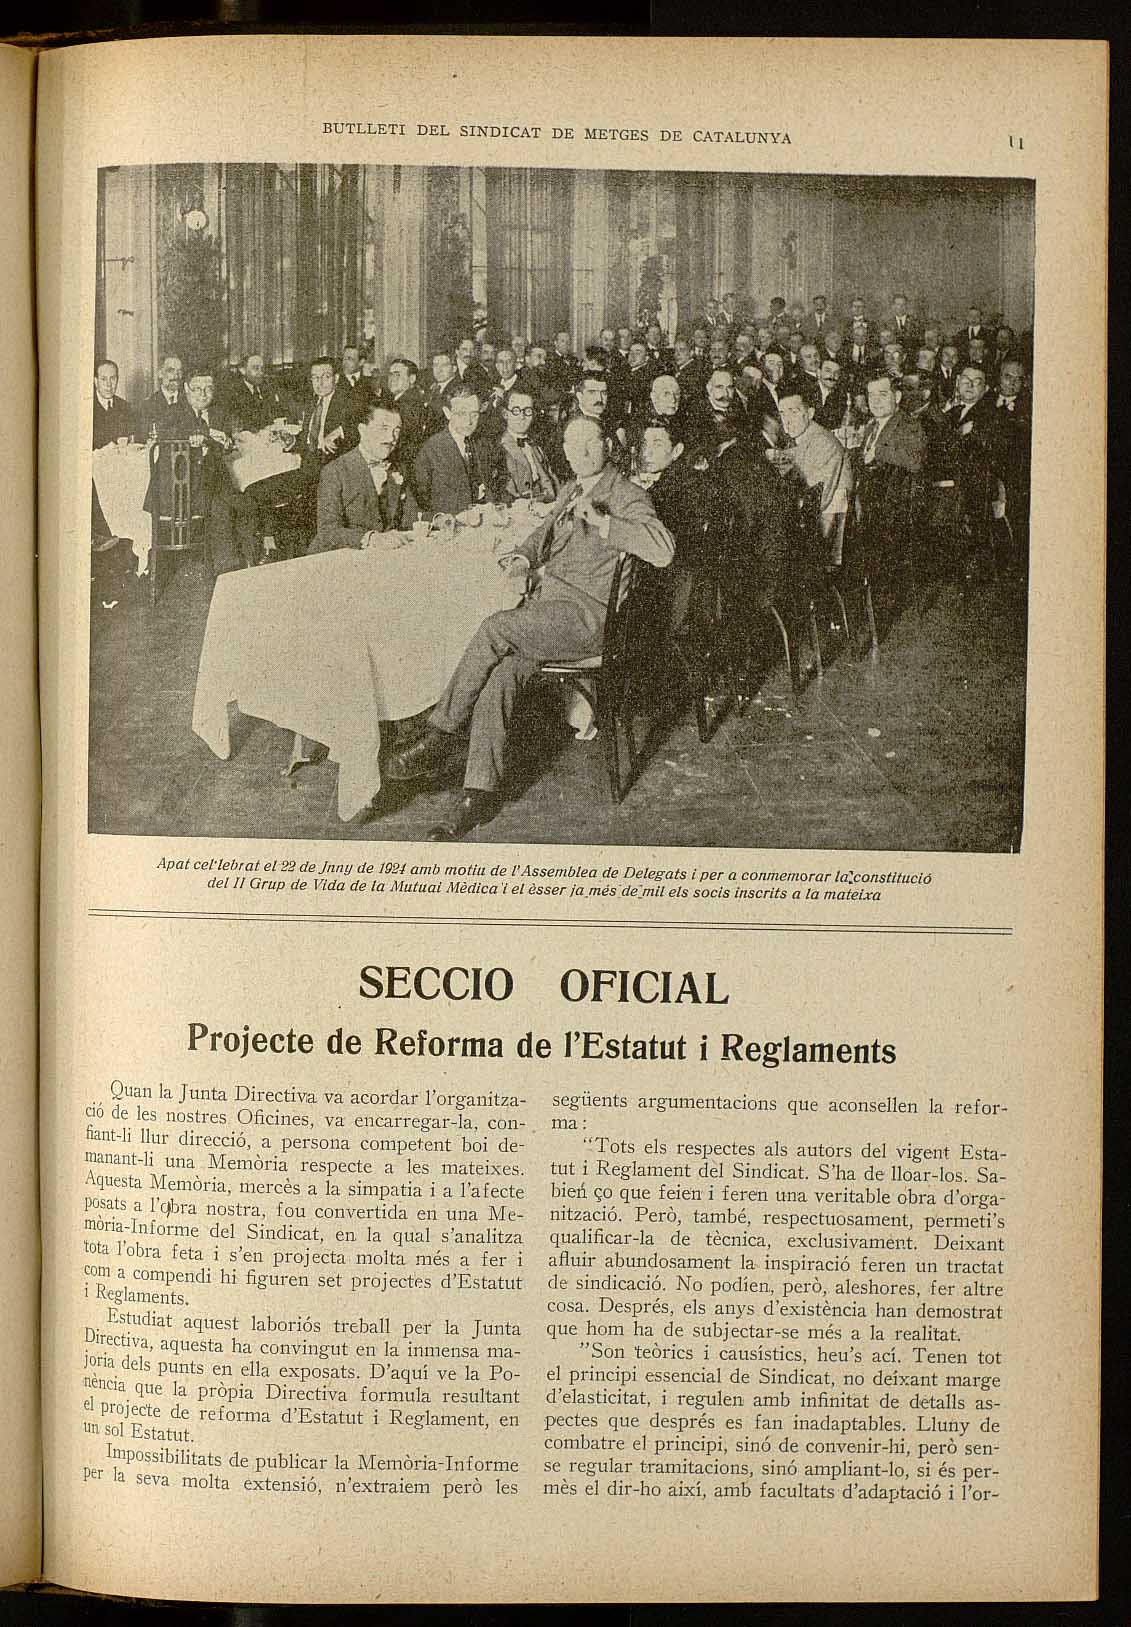 BUTLLETI DEL SINDICAT DE METGES DE CATALUNYA
11
Apat cel·lebrat el 22 de Jnny de 1924 amb motiu de l'Assemblea de Delegats i per a conmemorar la constitució
del II Grup de Vida de la Mutuai Mèdica i el èsser ja més de mil els socis inscrits a la mateixa
SECCIO OFICIAL
Projecte de Reforma de l'Estatut i Reglaments
Quan la Junta Directiva va acordar l'organitza-
ció de les nostres Oficines, va encarregar-la, con-
fiant-li llur direcció, a persona competent boi de-
manant-li una Memòria respecte a les mateixes.
Aquesta Memòria, mercès a la simpatia i a l'afecte
posats a l'obra nostra, fou convertida en una Me-
mòria-Informe del Sindicat, en la qual s'analitza
tota l'obra feta i s'en projecta molta més a fer i
com a compendi hi figuren set projectes d'Estatut
i Reglaments.
Estudiat aquest laboriós treball per la Junta
Directiva, aquesta ha convingut en la inmensa ma-
joria dels punts en ella exposats. D'aquí ve la Po-
nència que la pròpia Directiva formula resultant
el projecte de reforma d'Estatut i Reglament, en
un sol Estatut.
Impossibilitats de publicar la Memòria-Informe
per la seva molta extensió, n'extraiem però les
següents argumentacions que aconsellen la refor-
ma:
"Tots els respectes als autors del vigent Esta-
tut i Reglament del Sindicat. S'ha de lloar-los. Sa-
bien ço que feien i feren una veritable obra d'orga-
nització. Però, també, respectuosament, permeti's
qualificar-la de tècnica, exclusivament. Deixant
afluir abundosament la inspiració feren un tractat
de sindicació. No podíen, però, aleshores, fer altre
cosa. Després, els anys d'existència han demostrat
que hom ha de subjectar-se més a la realitat.
"Son teòrics i causístics, heu's ací. Tenen tot
el principi essencial de Sindicat, no deixant marge
d'elasticitat, i regulen amb infinitat de detalls as-
pectes que després es fan inadaptables. Lluny de
combatre el principi, sinó de convenir-hi, però sen-
se regular tramitacions, sinó ampliant-lo, si és per-
mès el dir-ho així, amb facultats d'adaptació i l'or-